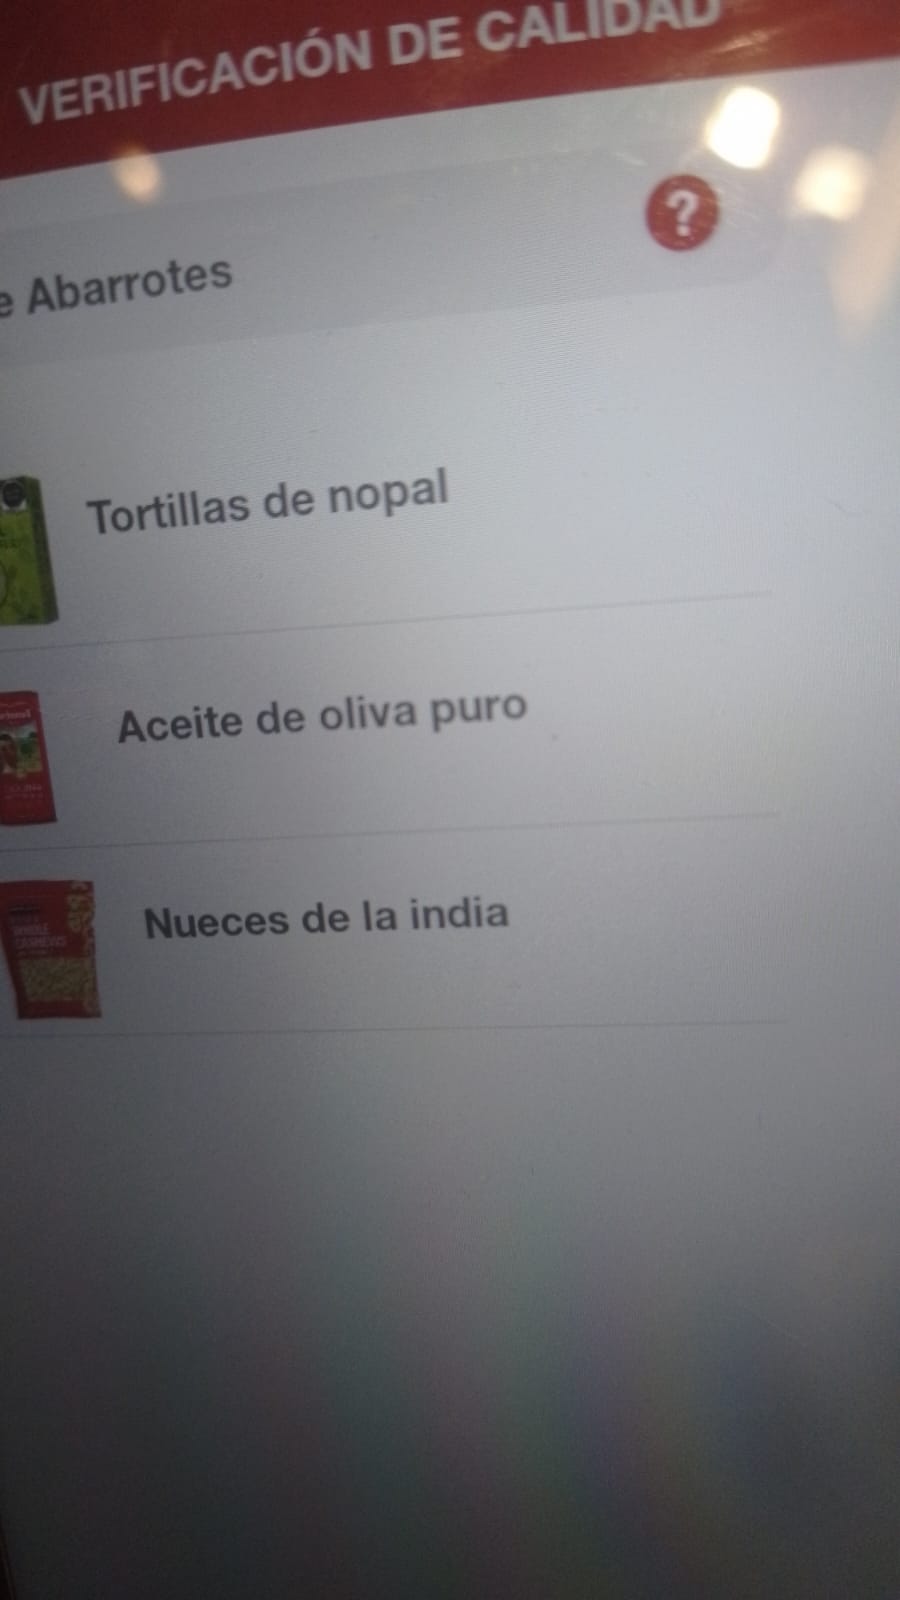 VERIFICACIÓN DE CALIDAD
e Abarrotes
?
Tortillas de nopal
Aceite de oliva puro
Nueces de la india
WHOLE
CASHEWS